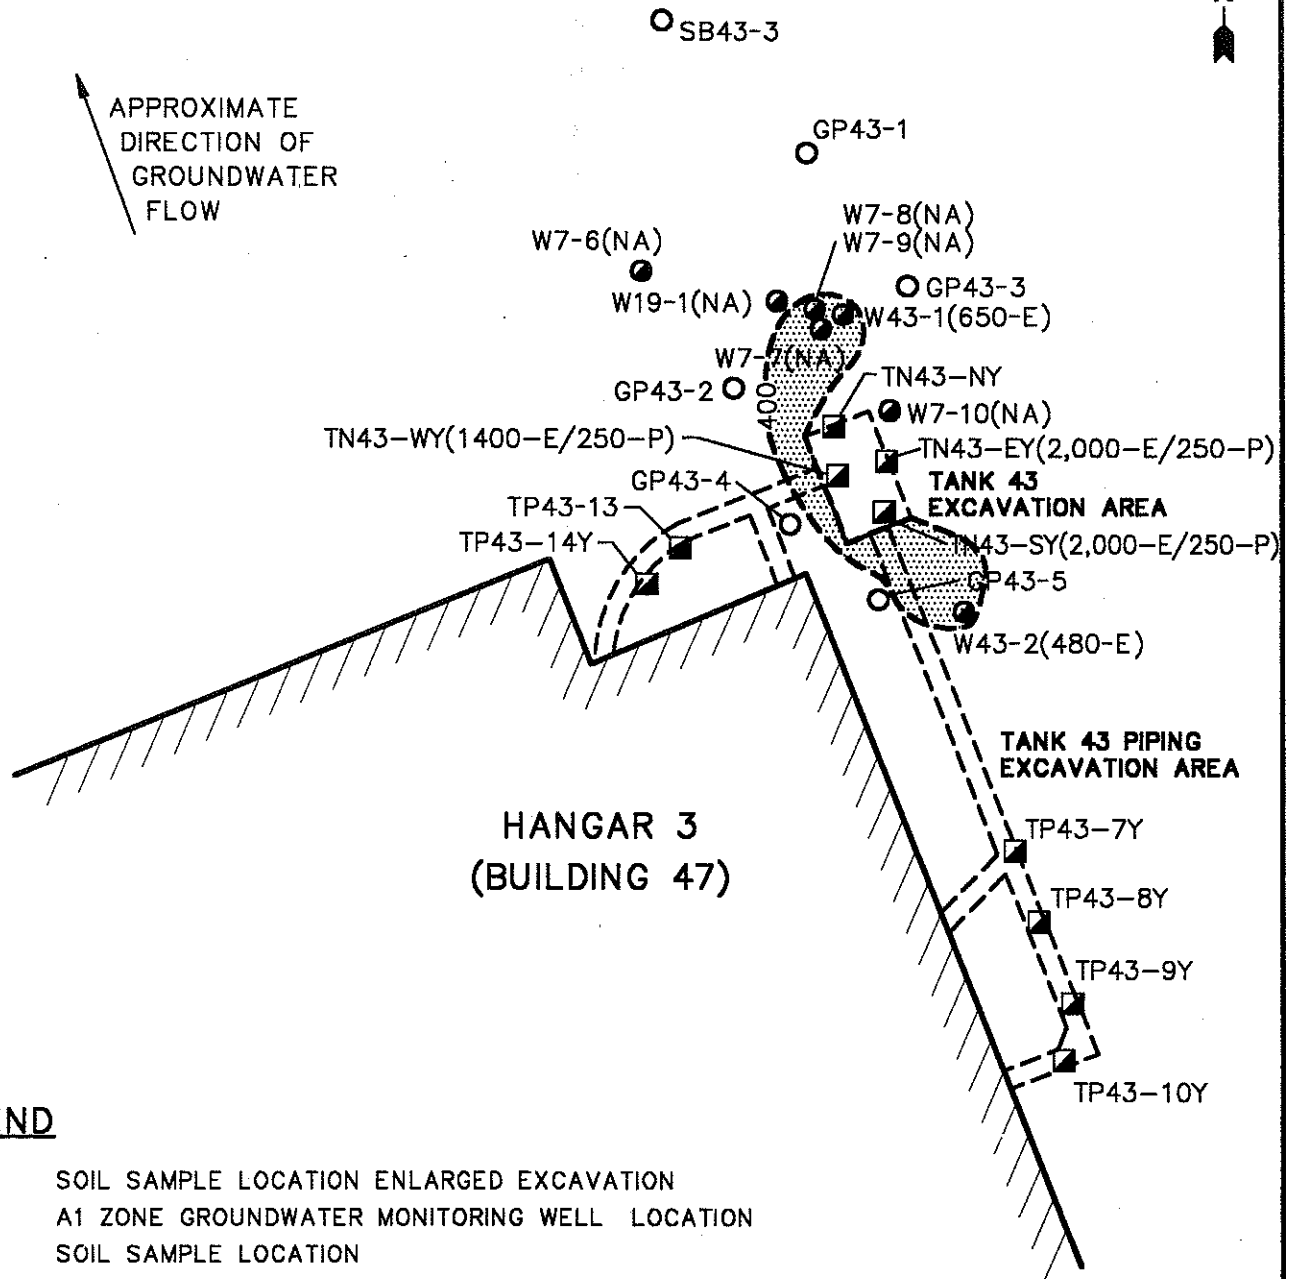 SB43-3
APPROXIMATE
DIRECTION OF
GROUNDWATER
FLOW
GP43-1
W7-8(NA)
W7-9(NA)
W7-6(NA)
GP43-3
W19-1(NA)
W43-1(650-E)
W7-7(NA)
TN43-NY
GP43-2
400
W7-10(NA)
TN43-WY(1400-E/250-P)
TN43-EY(2,000-E/250-P)
GP43-4
TANK 43
EXCAVATION AREA
TP43-13
TP43-14Y
TN43-SY(2,000-E/250-P)
GP43-5
W43-2(480-E)
TANK 43 PIPING
EXCAVATION AREA
HANGAR 3
(BUILDING 47)
TP43-7Y
TP43-8Y
TP43-9Y
TP43-10Y
ND
SOIL SAMPLE LOCATION ENLARGED EXCAVATION
A1 ZONE GROUNDWATER MONITORING WELL LOCATION
SOIL SAMPLE LOCATION